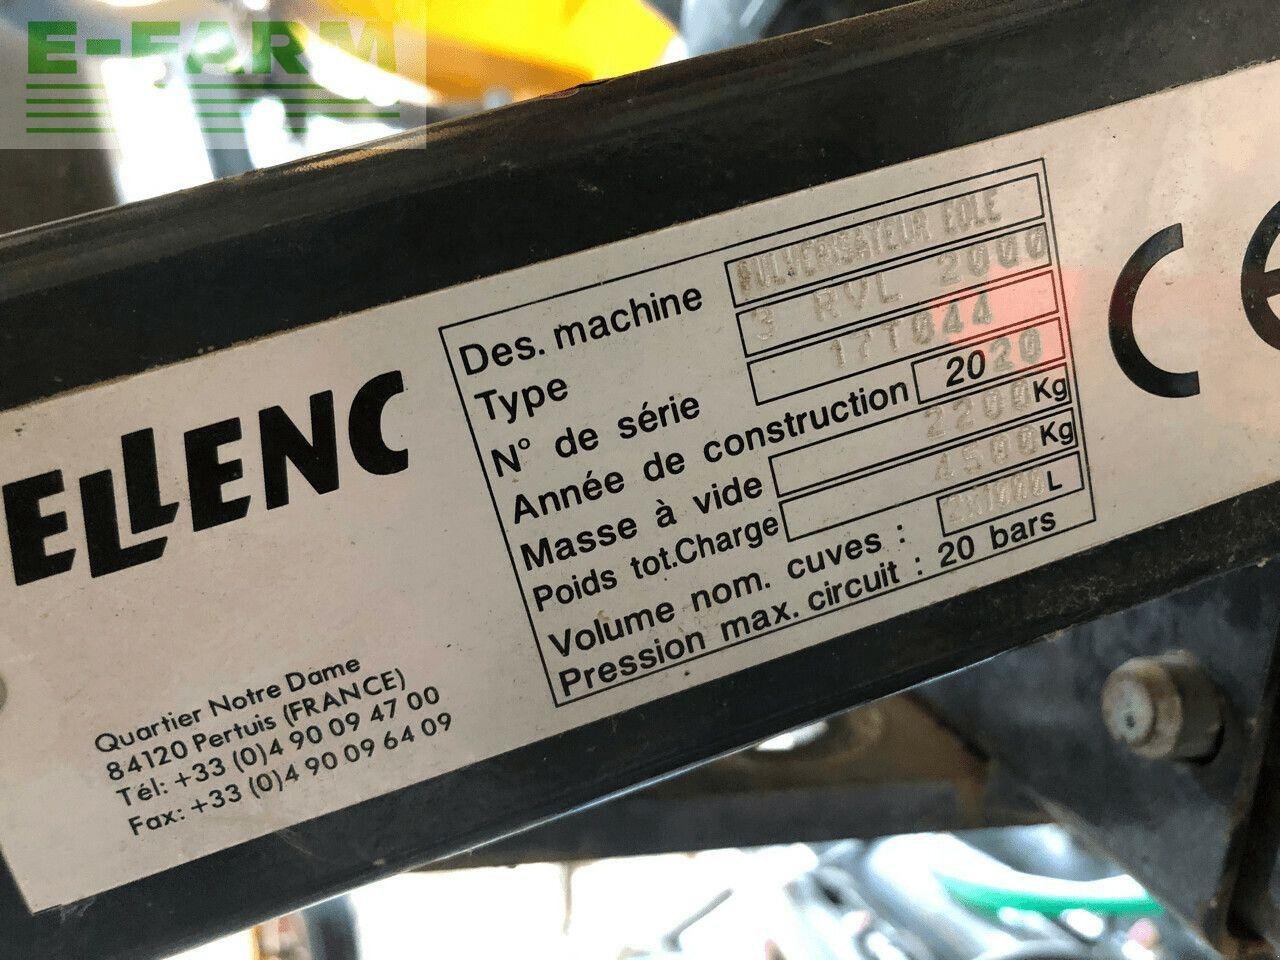 E-FARM
ELLENC
Des. machine PULVERISATEUR EOLE
Type 3 RVL 2000
N° de série 17T044
Année de construction 2020
Masse à vide 2200 Kg
Poids tot.Charge 4500 Kg
Volume nom. cuves : 2x1000 L
Pression max. circuit : 20 bars
Quartier Notre Dame
84120 Pertuis (FRANCE)
Tél: +33 (0)4 90 09 47 00
Fax: +33 (0)4 90 09 64 09
CE